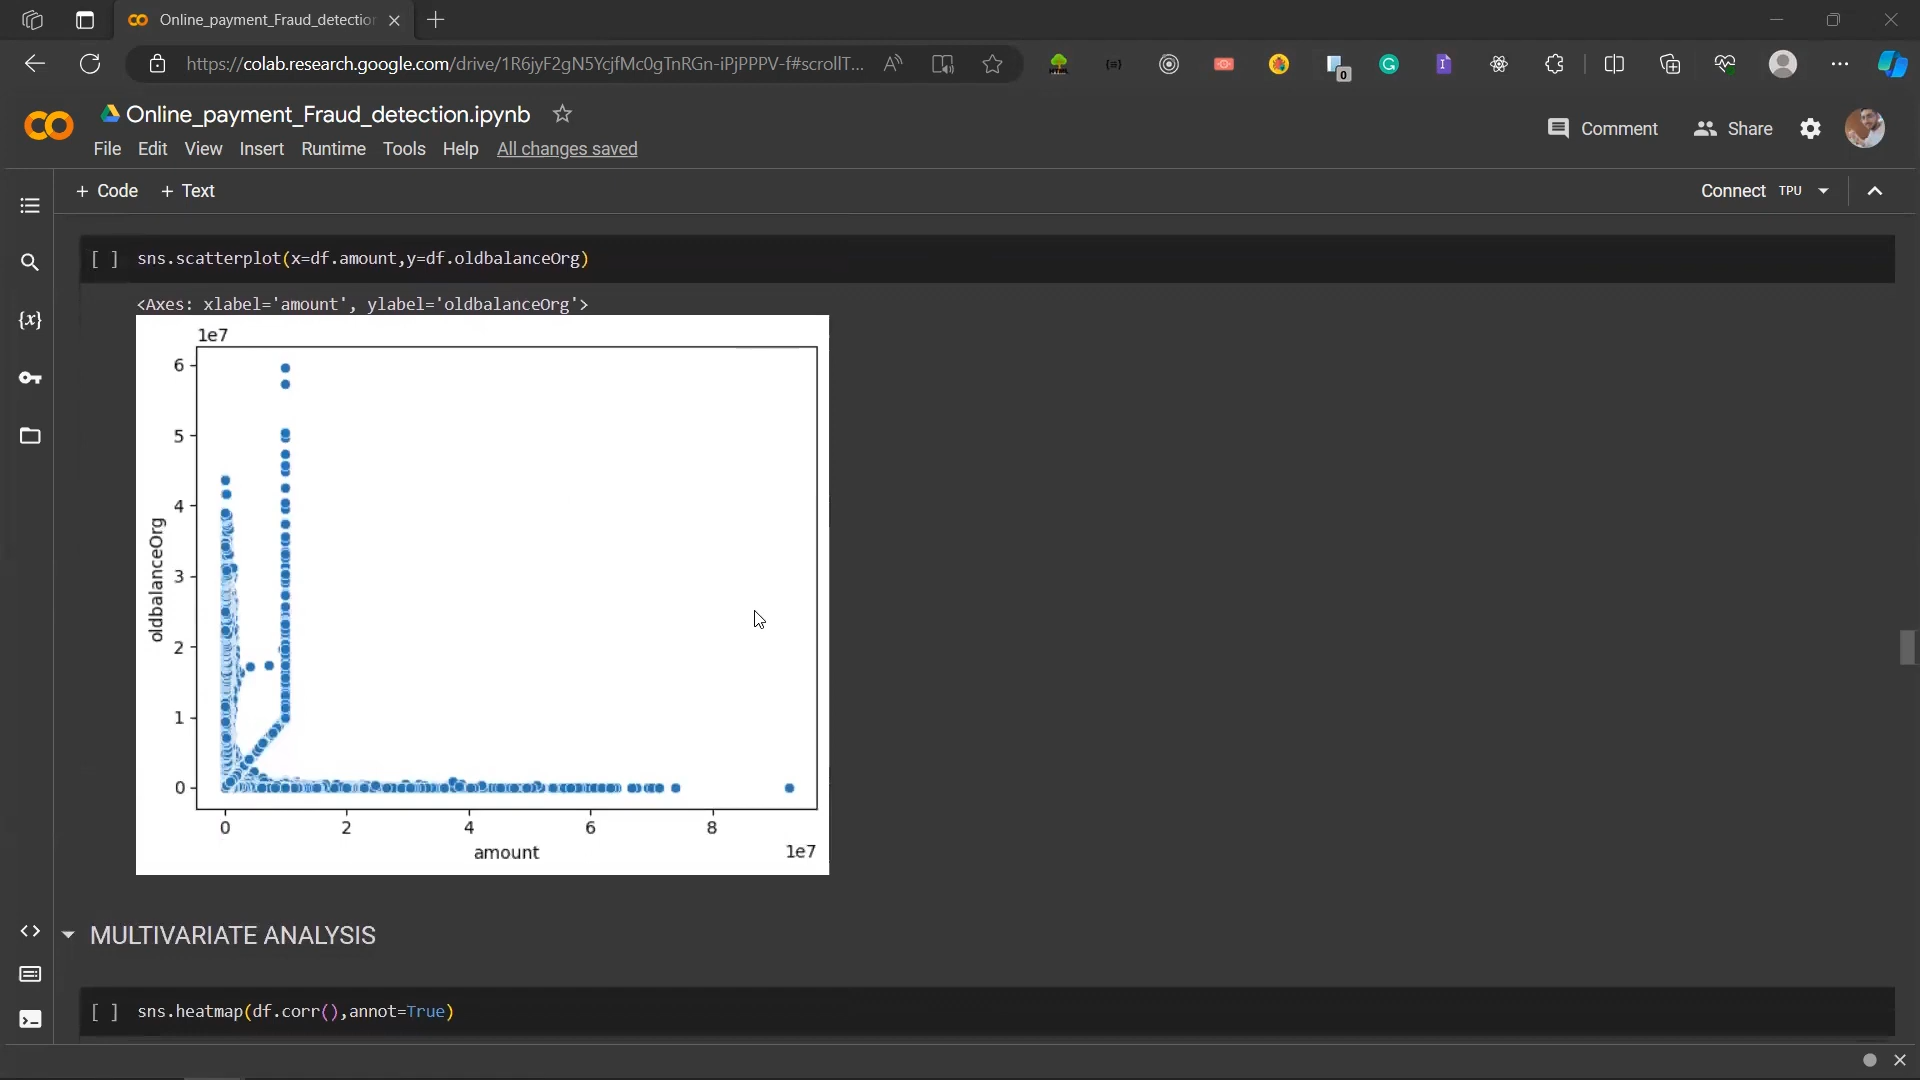 Online_payment_Fraud_detection
https://colab.research.google.com/drive/1R6jyF2gN5YcjfMc0gTnRGn-iPjPPPV-f#scrollT...
0
Online_payment_Fraud_detection.ipynb
Comment
Share
File Edit View Insert Runtime Tools Help All changes saved
+ Code + Text
Connect TPU
[ ] sns.scatterplot(x=df.amount,y=df.oldbalanceOrg)
<Axes: xlabel='amount', ylabel='oldbalanceOrg'>
1e7
6
5
4
3
2
1
0
oldbalanceOrg
0 2 4 6 8
amount
1e7
MULTIVARIATE ANALYSIS
[ ] sns.heatmap(df.corr(),annot=True)